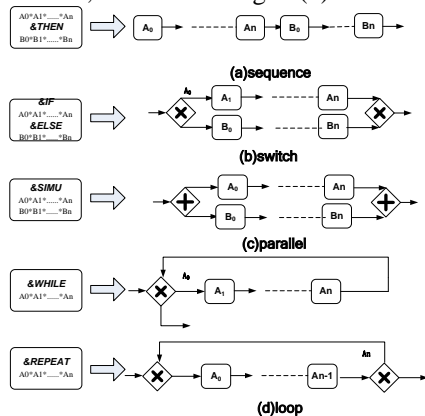 A0*A1*......*An
&THEN
B0*B1*......*Bn
A0
An
B0
Bn
(a)sequence
&IF
A0*A1*......*An
&ELSE
B0*B1*......*Bn
A0
A1
An
B0
Bn
(b)switch
&SIMU
A0*A1*......*An
B0*B1*......*Bn
A0
An
B0
Bn
(c)parallel
&WHILE
A0*A1*......*An
A0
A1
An
&REPEAT
A0*A1*......*An
A0
An-1
An
(d)loop